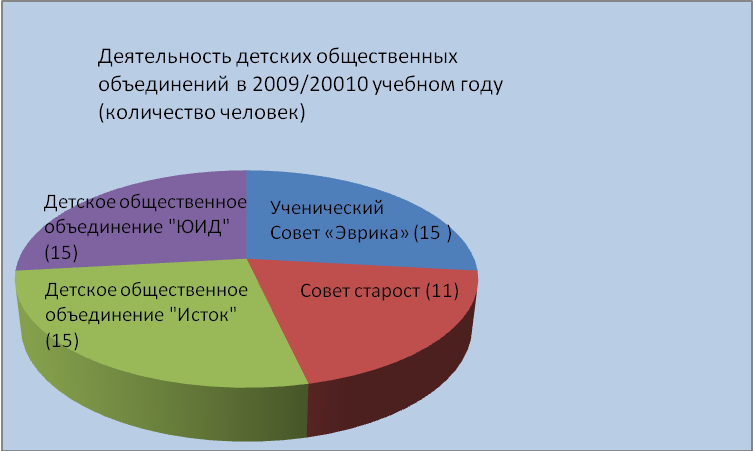 Деятельность детских общественных
объединений в 2009/20010 учебном году
(количество человек)
Детское общественное
объединение "ЮИД"
(15)
Ученический
Совет «Эврика» (15 )
Детское общественное
объединение "Исток"
(15)
Совет старост (11)